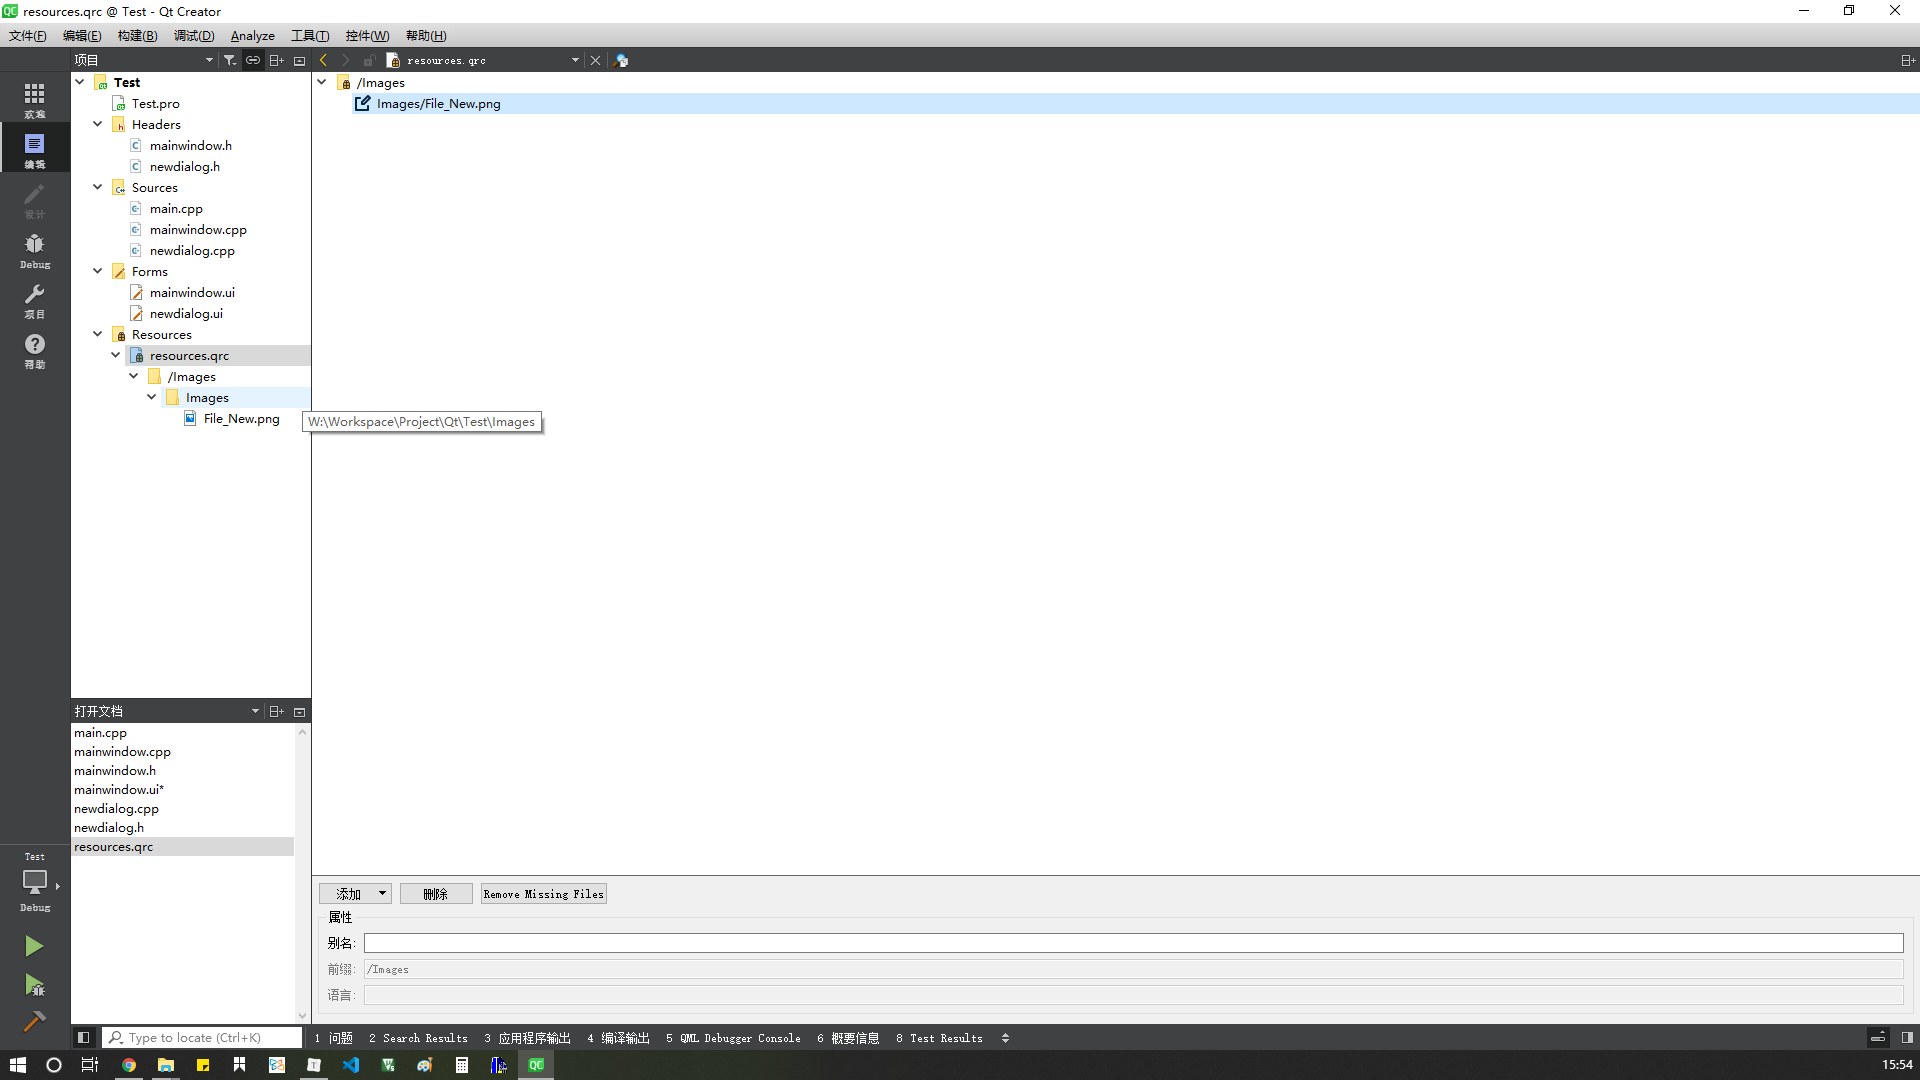 resources.qrc @ Test - Qt Creator
文件(F) 编辑(E) 构建(B) 调试(D) Analyze 工具(T) 控件(W) 帮助(H)
项目
resources.qrc
欢迎
编辑
设计
Debug
项目
帮助
Test
Test.pro
Headers
mainwindow.h
newdialog.h
Sources
main.cpp
mainwindow.cpp
newdialog.cpp
Forms
mainwindow.ui
newdialog.ui
Resources
resources.qrc
/Images
Images
File_New.png
/Images
Images/File_New.png
W:\Workspace\Project\Qt\Test\Images
打开文档
main.cpp
mainwindow.cpp
mainwindow.h
mainwindow.ui*
newdialog.cpp
newdialog.h
resources.qrc
Test
Debug
添加 删除 Remove Missing Files
属性
别名:
前缀: /Images
语言:
Type to locate (Ctrl+K)
1 问题 2 Search Results 3 应用程序输出 4 编译输出 5 QML Debugger Console 6 概要信息 8 Test Results
QC
15:54